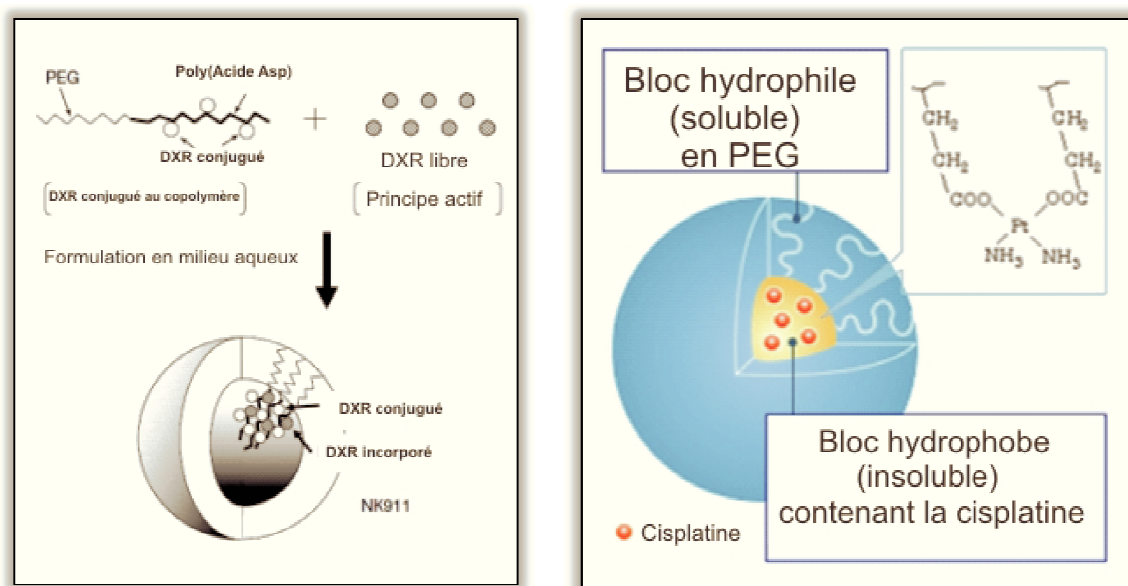 PEG
Poly(Acide Asp)
+
DXR conjugué
DXR libre
[DXR conjugué au copolymère]
[Principe actif]
Formulation en milieu aqueux
DXR conjugué
DXR incorporé
NK911
Bloc hydrophile
(soluble)
en PEG
CH2 CH2
CH2 CH2
COO OOC
Pt
NH3 NH3
Bloc hydrophobe
(insoluble)
contenant la cisplatine
Cisplatine